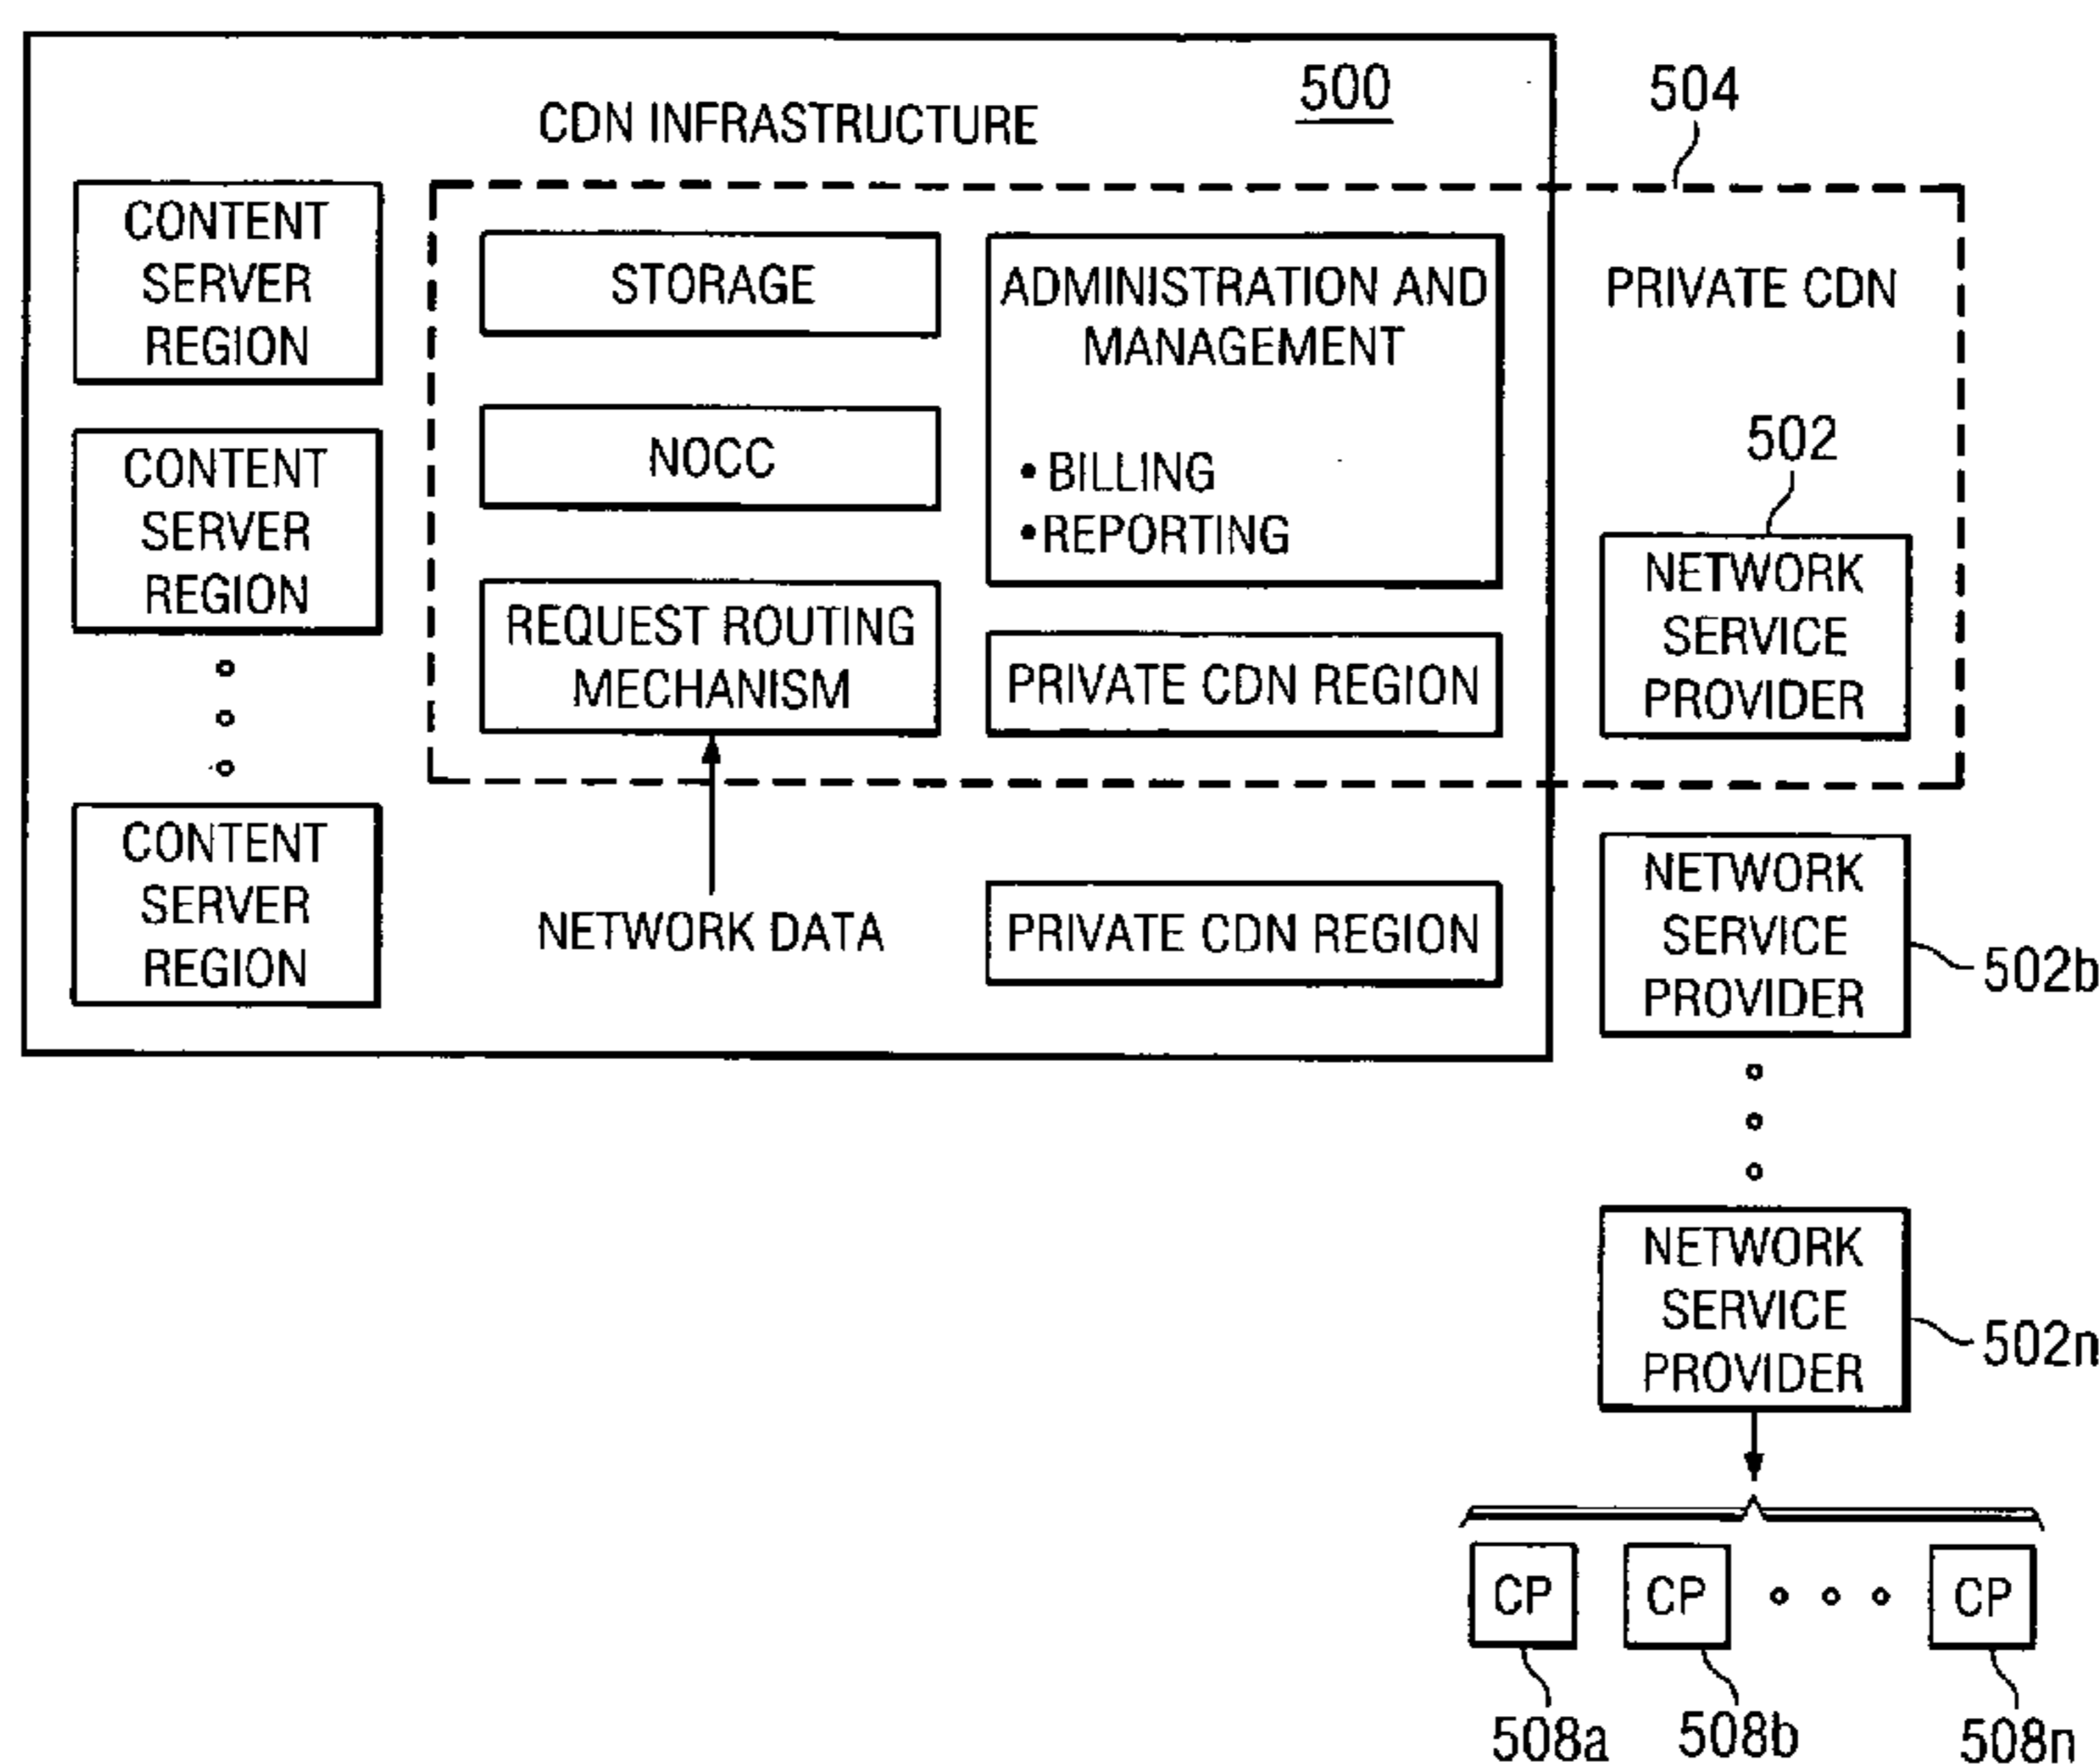 CDN INFRASTRUCTURE
500
504
CONTENT
SERVER
REGION
CONTENT
SERVER
REGION
CONTENT
SERVER
REGION
STORAGE
NOCC
REQUEST ROUTING
MECHANISM
NETWORK DATA
ADMINISTRATION AND
MANAGEMENT
• BILLING
• REPORTING
PRIVATE CDN REGION
PRIVATE CDN REGION
PRIVATE CDN
502
NETWORK
SERVICE
PROVIDER
NETWORK
SERVICE
PROVIDER
502b
NETWORK
SERVICE
PROVIDER
502n
CP
CP
CP
508a
508b
508n